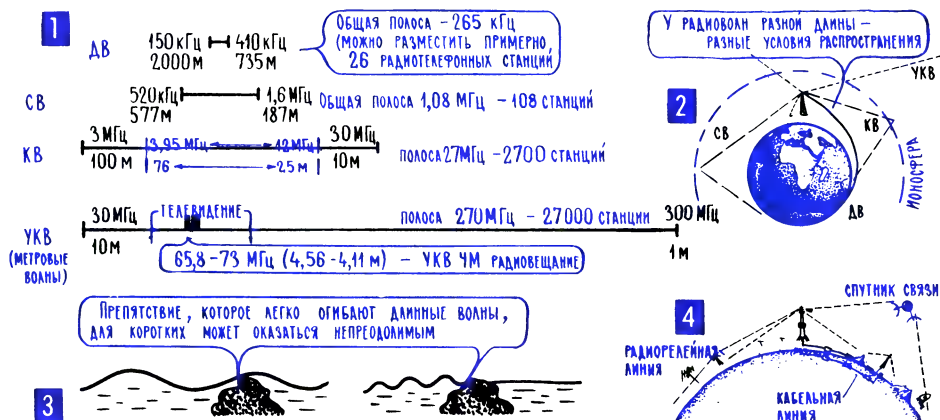 1
ДВ
150 кГц 410 кГц
2000 м 735 м
Общая полоса – 265 кГц
(можно разместить примерно
26 радиотелефонных станций
СВ
520 кГц 1,6 МГц
577 м 187 м
Общая полоса 1,08 МГц – 108 станций
КВ
3 МГц 3,95 МГц 12 МГц 30 МГц
100 м 76 25 м 10 м
полоса 27 МГц – 2700 станций
УКВ
(метровые
волны)
30 МГц 300 МГц
10 м 1 м
телевидение
полоса 270 МГц – 27000 станции
65,8–73 МГц (4,56–4,11 м) – УКВ ЧМ радиовещание
2
У радиоволн разной длины –
разные условия распространения
УКВ
СВ
КВ
ДВ
ионосфера
3
Препятствие, которое легко огибают длинные волны,
для коротких может оказаться непреодолимым
4
спутник связи
радиорелейная
линия
кабельная
линия